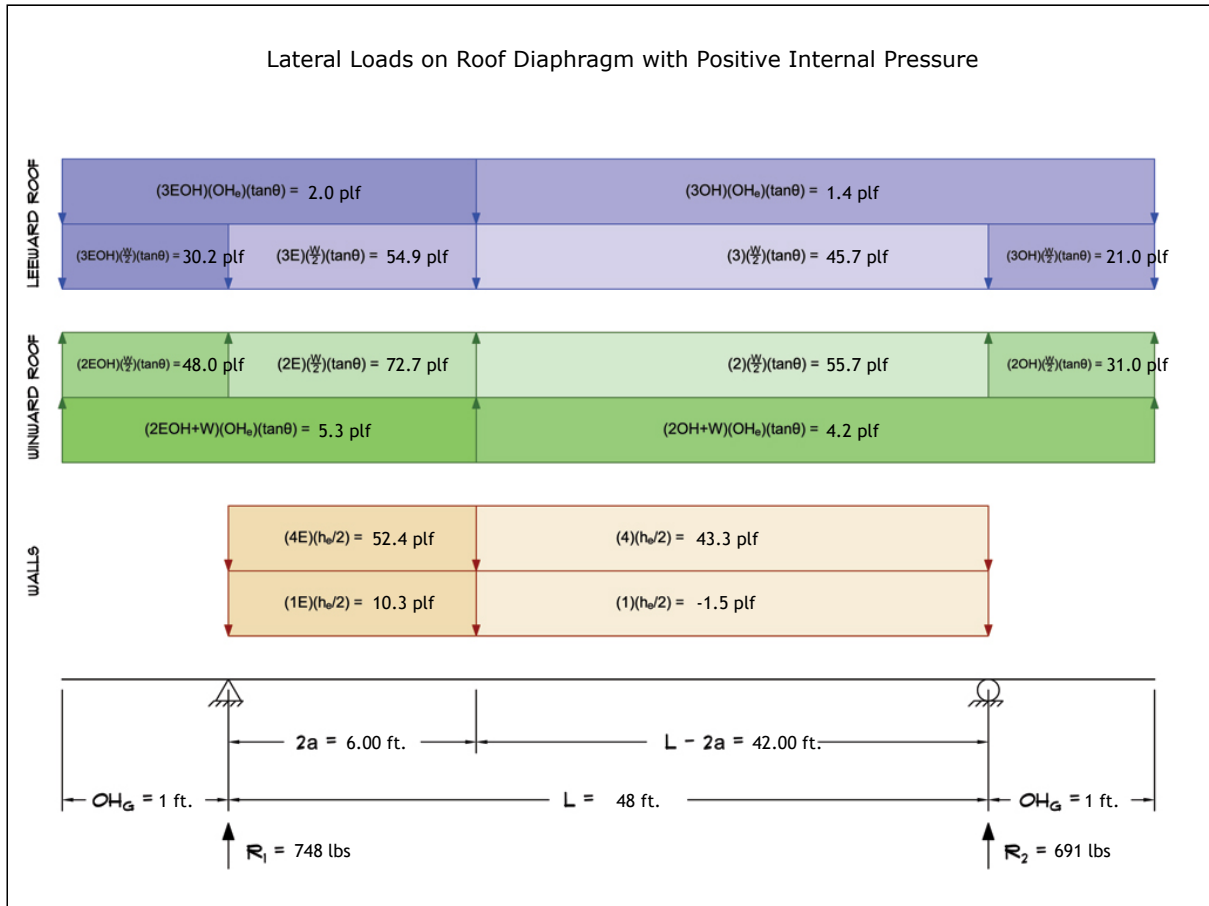 Lateral Loads on Roof Diaphragm with Positive Internal Pressure
LEEWARD ROOF
(3EOH)(OHₑ)(tanθ) = 2.0 plf
(3OH)(OHₑ)(tanθ) = 1.4 plf
(3EOH)(W/2)(tanθ) = 30.2 plf
(3E)(W/2)(tanθ) = 54.9 plf
(3)(W/2)(tanθ) = 45.7 plf
(3OH)(W/2)(tanθ) = 21.0 plf
WINWARD ROOF
(2EOH)(W/2)(tanθ) = 48.0 plf
(2E)(W/2)(tanθ) = 72.7 plf
(2)(W/2)(tanθ) = 55.7 plf
(2OH)(W/2)(tanθ) = 31.0 plf
(2EOH+W)(OHₑ)(tanθ) = 5.3 plf
(2OH+W)(OHₑ)(tanθ) = 4.2 plf
WALLS
(4E)(hₑ/2) = 52.4 plf
(4)(hₑ/2) = 43.3 plf
(1E)(hₑ/2) = 10.3 plf
(1)(hₑ/2) = -1.5 plf
2a = 6.00 ft.
L - 2a = 42.00 ft.
OH_G = 1 ft.
L = 48 ft.
OH_G = 1 ft.
R₁ = 748 lbs
R₂ = 691 lbs